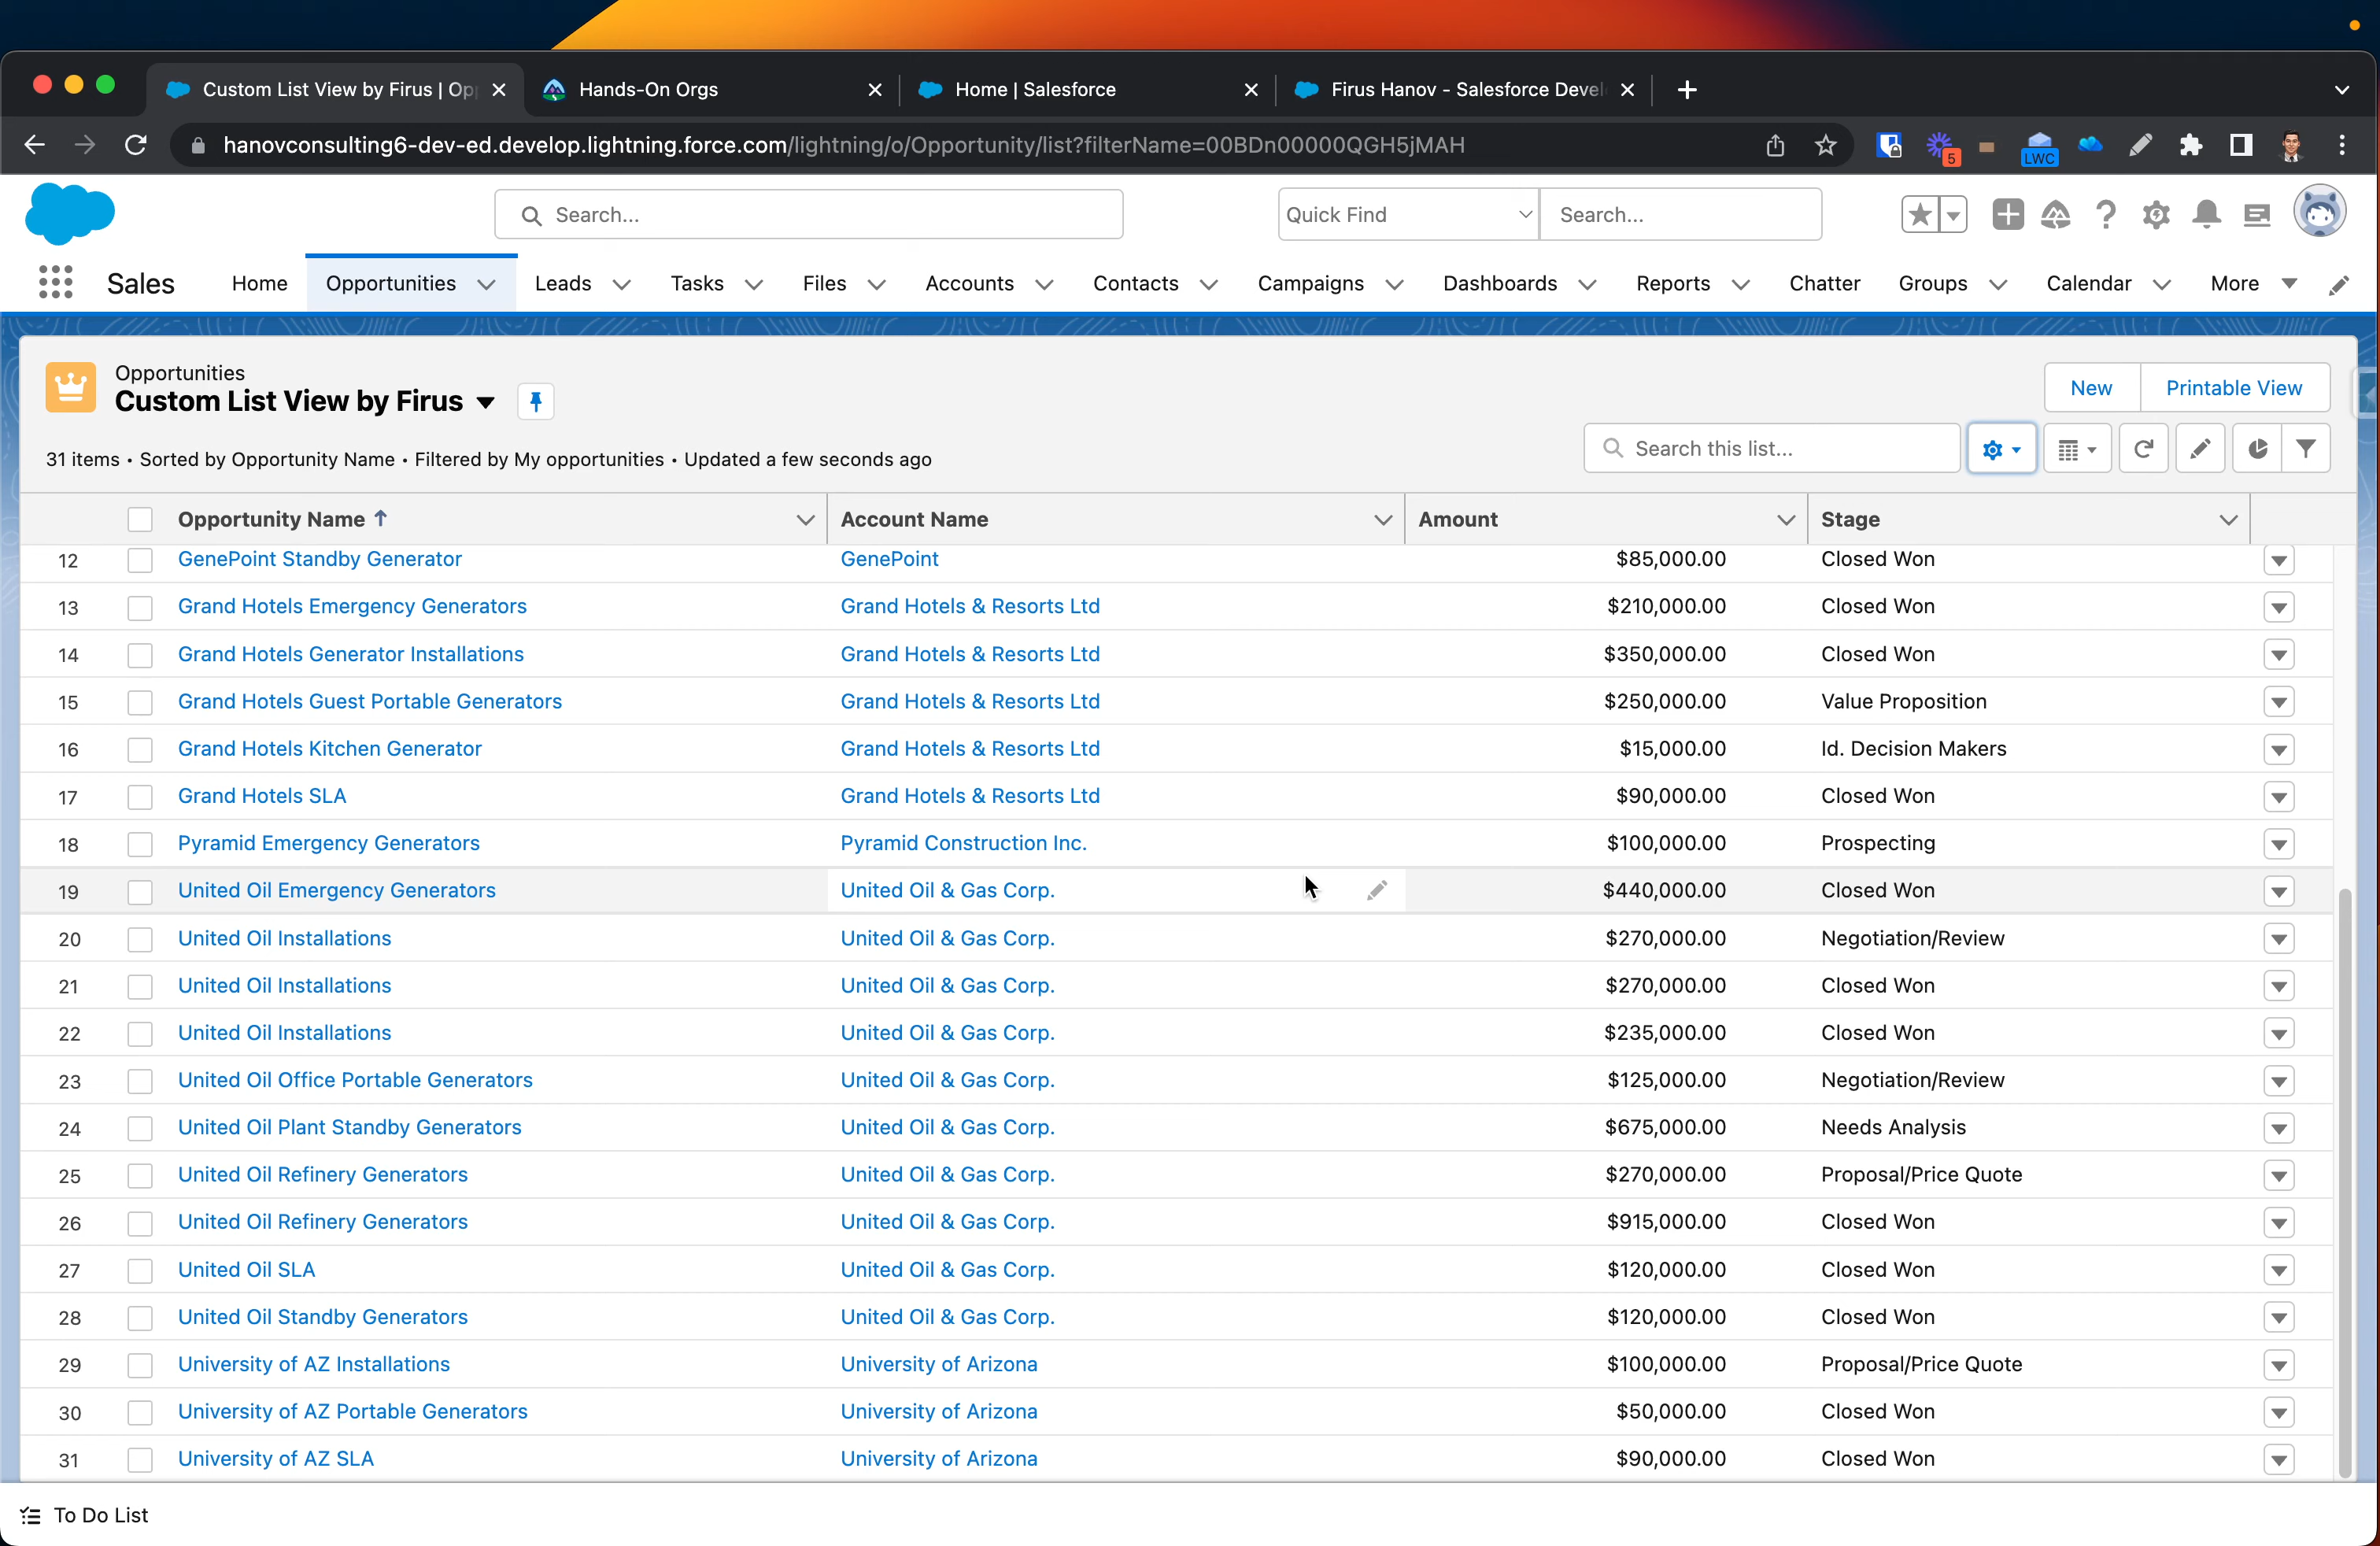 Custom List View by Firus | Op
Hands-On Orgs
Home | Salesforce
Firus Hanov - Salesforce Devel
hanovconsulting6-dev-ed.develop.lightning.force.com/lightning/o/Opportunity/list?filterName=00BDn00000QGH5jMAH
5
LWC
Search...
Quick Find
Search...
Sales
Home
Opportunities
Leads
Tasks
Files
Accounts
Contacts
Campaigns
Dashboards
Reports
Chatter
Groups
Calendar
More
Opportunities
Custom List View by Firus
New
Printable View
31 items • Sorted by Opportunity Name • Filtered by My opportunities • Updated a few seconds ago
Search this list...
Opportunity Name Account Name Amount Stage
12 GenePoint Standby Generator GenePoint $85,000.00 Closed Won
13 Grand Hotels Emergency Generators Grand Hotels & Resorts Ltd $210,000.00 Closed Won
14 Grand Hotels Generator Installations Grand Hotels & Resorts Ltd $350,000.00 Closed Won
15 Grand Hotels Guest Portable Generators Grand Hotels & Resorts Ltd $250,000.00 Value Proposition
16 Grand Hotels Kitchen Generator Grand Hotels & Resorts Ltd $15,000.00 Id. Decision Makers
17 Grand Hotels SLA Grand Hotels & Resorts Ltd $90,000.00 Closed Won
18 Pyramid Emergency Generators Pyramid Construction Inc. $100,000.00 Prospecting
19 United Oil Emergency Generators United Oil & Gas Corp. $440,000.00 Closed Won
20 United Oil Installations United Oil & Gas Corp. $270,000.00 Negotiation/Review
21 United Oil Installations United Oil & Gas Corp. $270,000.00 Closed Won
22 United Oil Installations United Oil & Gas Corp. $235,000.00 Closed Won
23 United Oil Office Portable Generators United Oil & Gas Corp. $125,000.00 Negotiation/Review
24 United Oil Plant Standby Generators United Oil & Gas Corp. $675,000.00 Needs Analysis
25 United Oil Refinery Generators United Oil & Gas Corp. $270,000.00 Proposal/Price Quote
26 United Oil Refinery Generators United Oil & Gas Corp. $915,000.00 Closed Won
27 United Oil SLA United Oil & Gas Corp. $120,000.00 Closed Won
28 United Oil Standby Generators United Oil & Gas Corp. $120,000.00 Closed Won
29 University of AZ Installations University of Arizona $100,000.00 Proposal/Price Quote
30 University of AZ Portable Generators University of Arizona $50,000.00 Closed Won
31 University of AZ SLA University of Arizona $90,000.00 Closed Won
To Do List